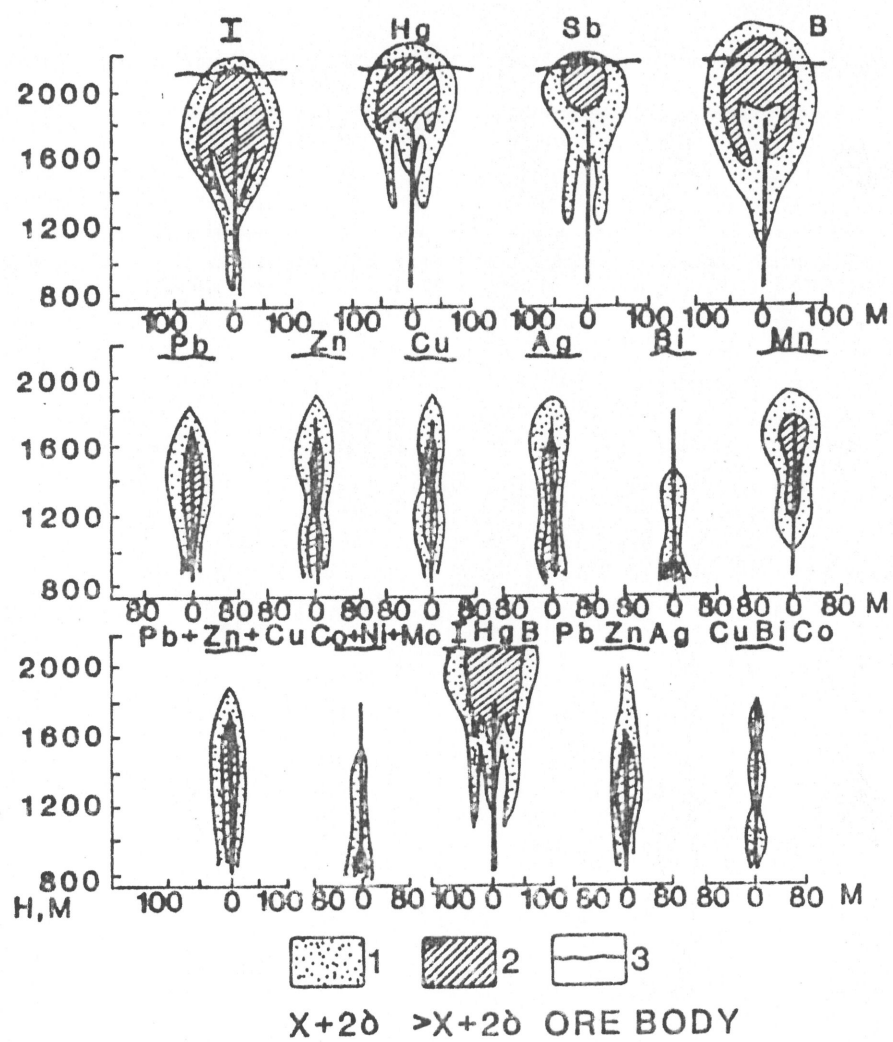 I Hg Sb B
2000
1600
1200
800
100 0 100 100 0 100 100 0 100 100 0 100 M
Pb Zn Cu Ag Bi Mn
2000
1600
1200
800
80 0 80 80 0 80 80 0 80 80 0 80 80 0 80 80 0 80 M
Pb+Zn+Cu Co+Ni+Mo I Hg B Pb Zn Ag Cu Bi Co
2000
1600
1200
800
H,M 100 0 100 80 0 80 100 0 100 80 0 80 80 0 80 M
1 2 3
X+2δ >X+2δ ORE BODY